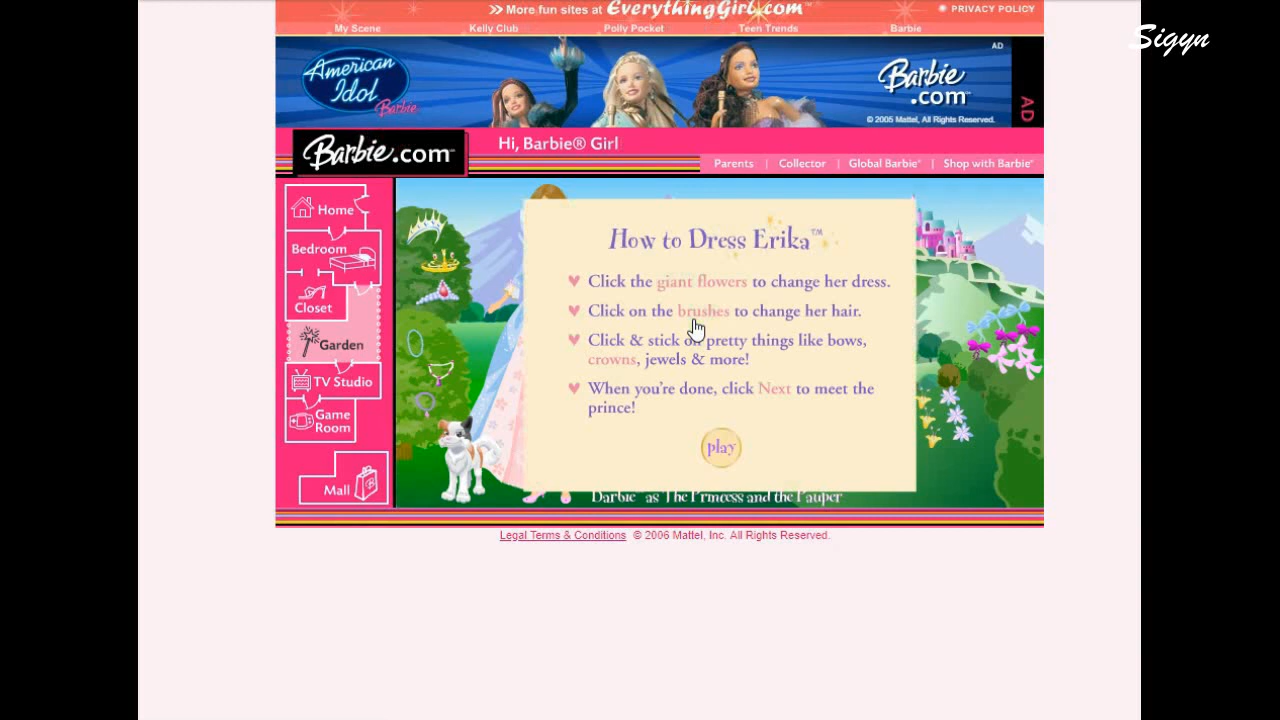 More fun sites at EverythingGirl.com™
PRIVACY POLICY
My Scene Kelly Club Polly Pocket Teen Trends Barbie
Sigyn
AD
American Idol Barbie
Barbie.com™
© 2005 Mattel, All Rights Reserved.
AD
Barbie.com™
Hi, Barbie® Girl
Parents | Collector | Global Barbie® | Shop with Barbie®
Home
Bedroom
Closet
Garden
TV Studio
Game
Room
Mall
How to Dress Erika™
Click the giant flowers to change her dress.
Click on the brushes to change her hair.
Click & stick on pretty things like bows,
crowns, jewels & more!
When you're done, click Next to meet the
prince!
play
Barbie™ as The Princess and the Pauper
Legal Terms & Conditions © 2006 Mattel, Inc. All Rights Reserved.